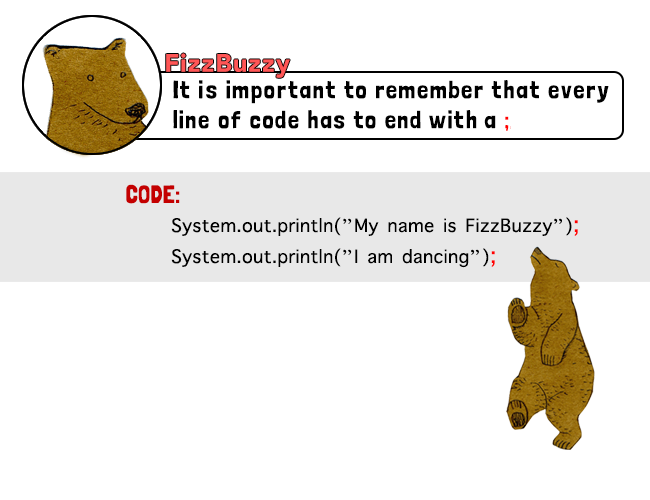 FizzBuzzy
It is important to remember that every
line of code has to end with a ;
CODE:
System.out.println(”My name is FizzBuzzy”);
System.out.println(”I am dancing”);